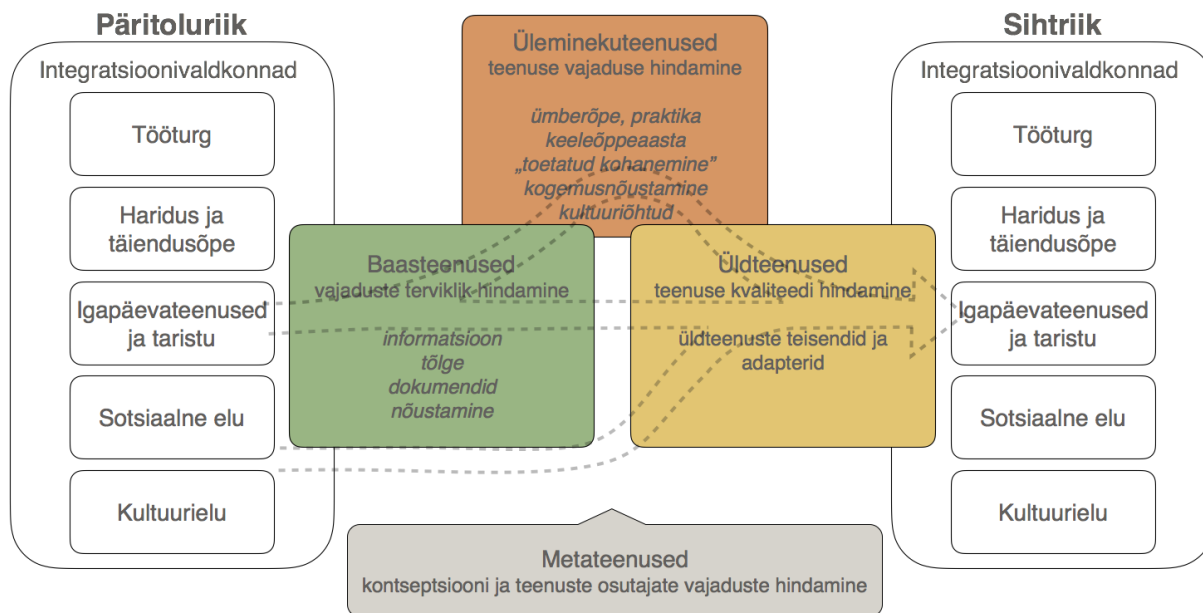 Päritoluriik
Integratsioonivaldkonnad
Tööturg
Haridus ja
täiendusõpe
Igapäevateenused
ja taristu
Sotsiaalne elu
Kultuurielu
Üleminekuteenused
teenuse vajaduse hindamine
ümberõpe, praktika
keeleõppeaasta
„toetatud kohanemine”
kogemusnõustamine
kultuuriõhtud
Baasteenused
vajaduste terviklik hindamine
informatsioon
tõlge
dokumendid
nõustamine
Üldteenused
teenuse kvaliteedi hindamine
üldteenuste teisendid ja
adapterid
Metateenused
kontseptsiooni ja teenuste osutajate vajaduste hindamine
Sihtriik
Integratsioonivaldkonnad
Tööturg
Haridus ja
täiendusõpe
Igapäevateenused
ja taristu
Sotsiaalne elu
Kultuurielu